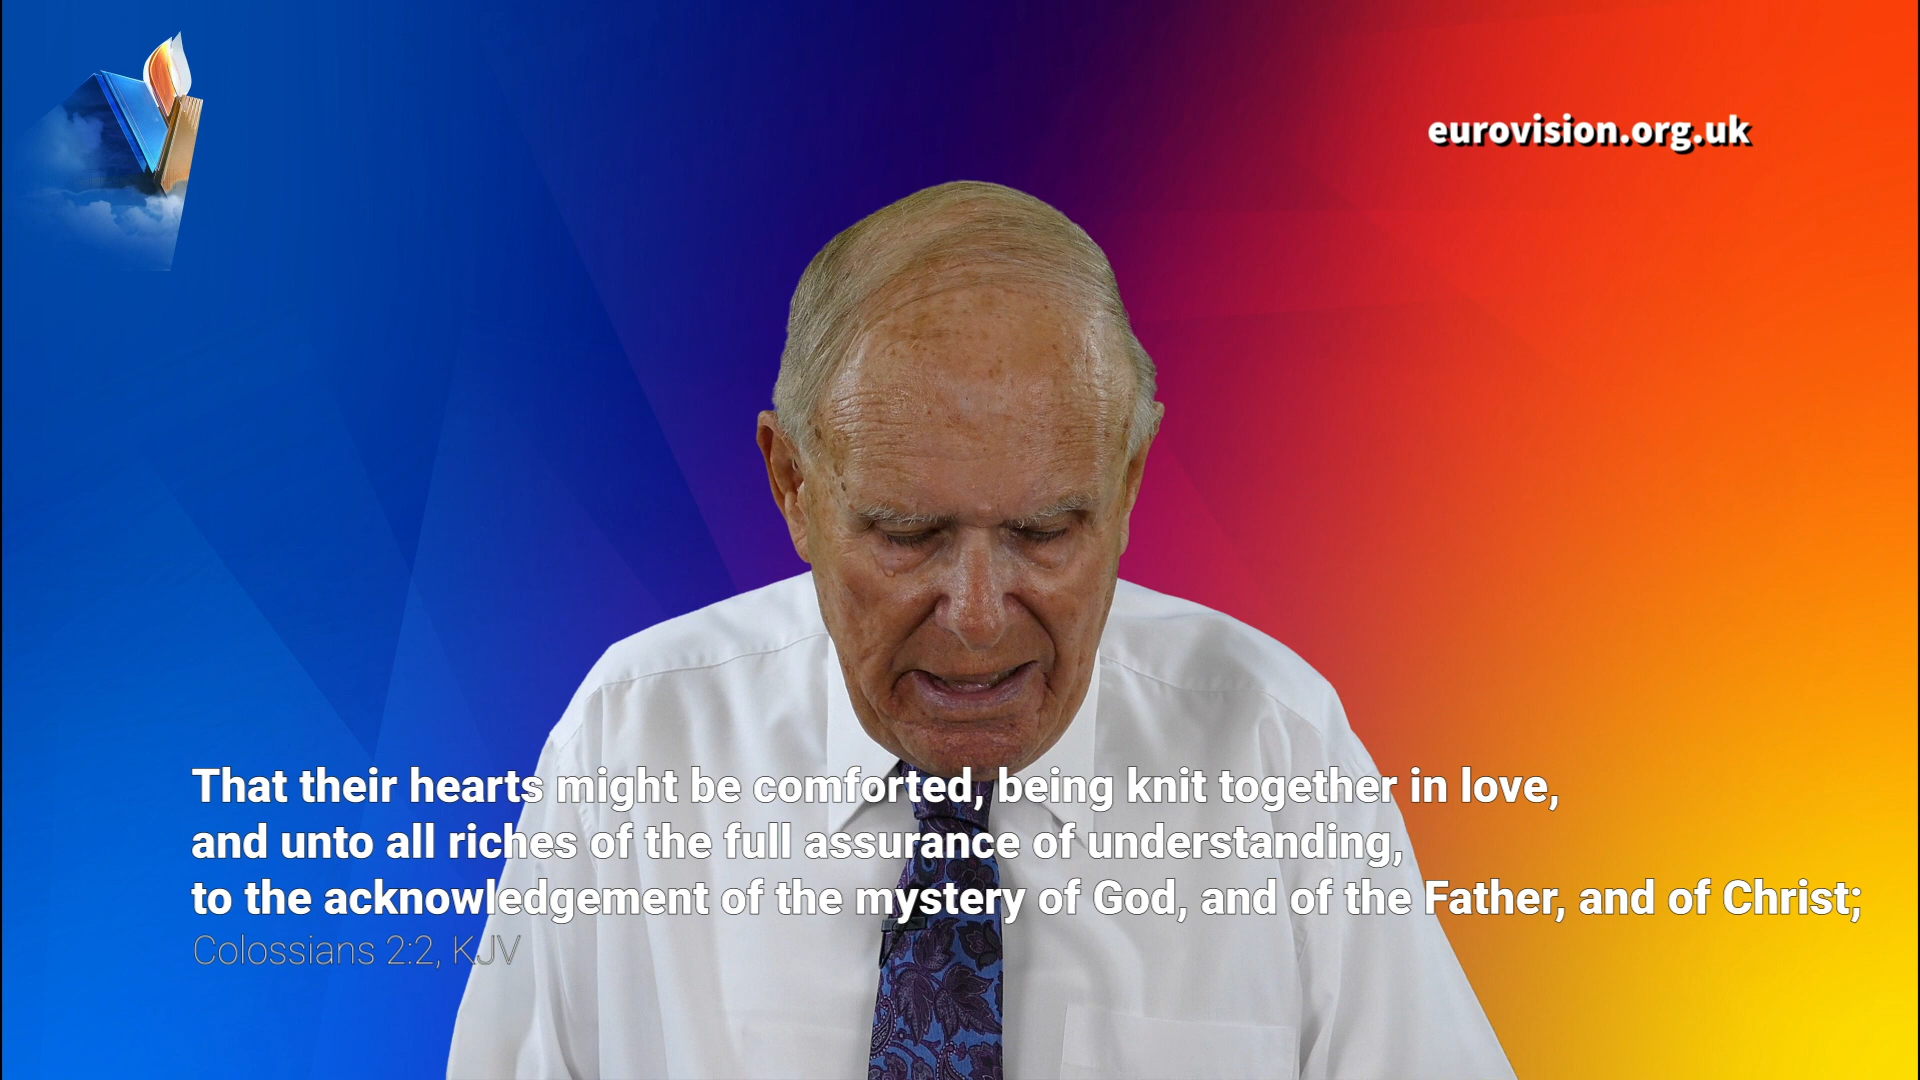 eurovision.org.uk
That their hearts might be comforted, being knit together in love,
and unto all riches of the full assurance of understanding,
to the acknowledgement of the mystery of God, and of the Father, and of Christ;
Colossians 2:2, KJV